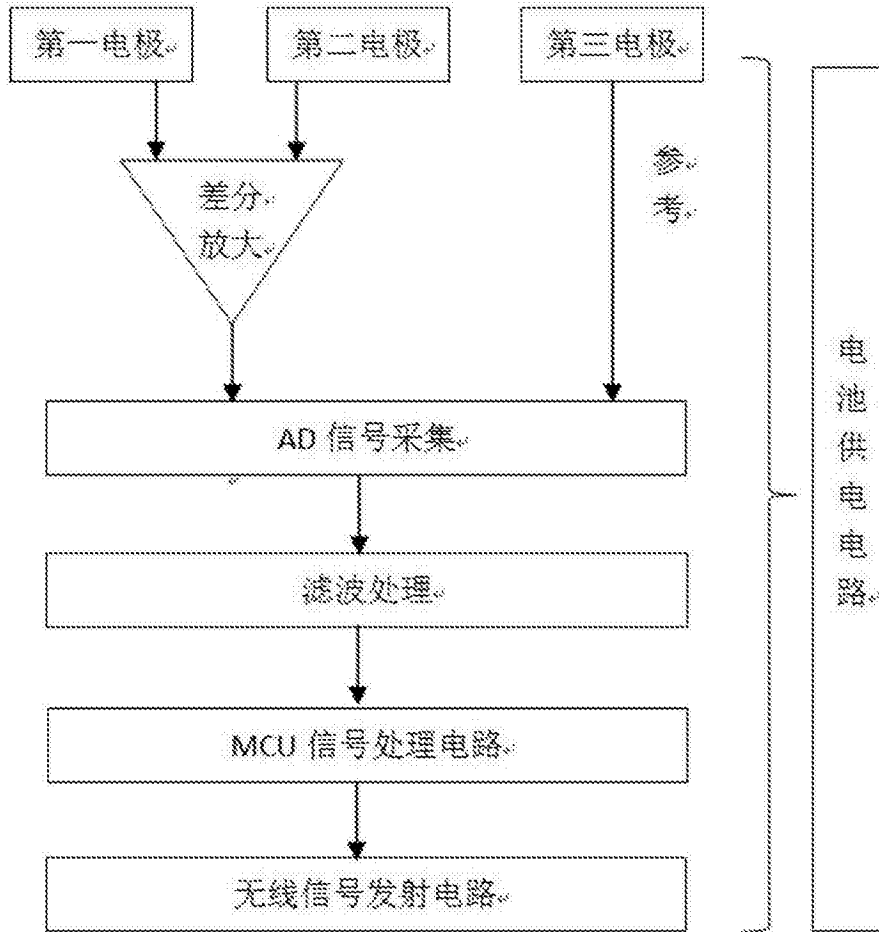 第一电极
第二电极
第三电极
差分
放大
参
考
AD 信号采集
滤波处理
MCU 信号处理电路
无线信号发射电路
电
池
供
电
电
路